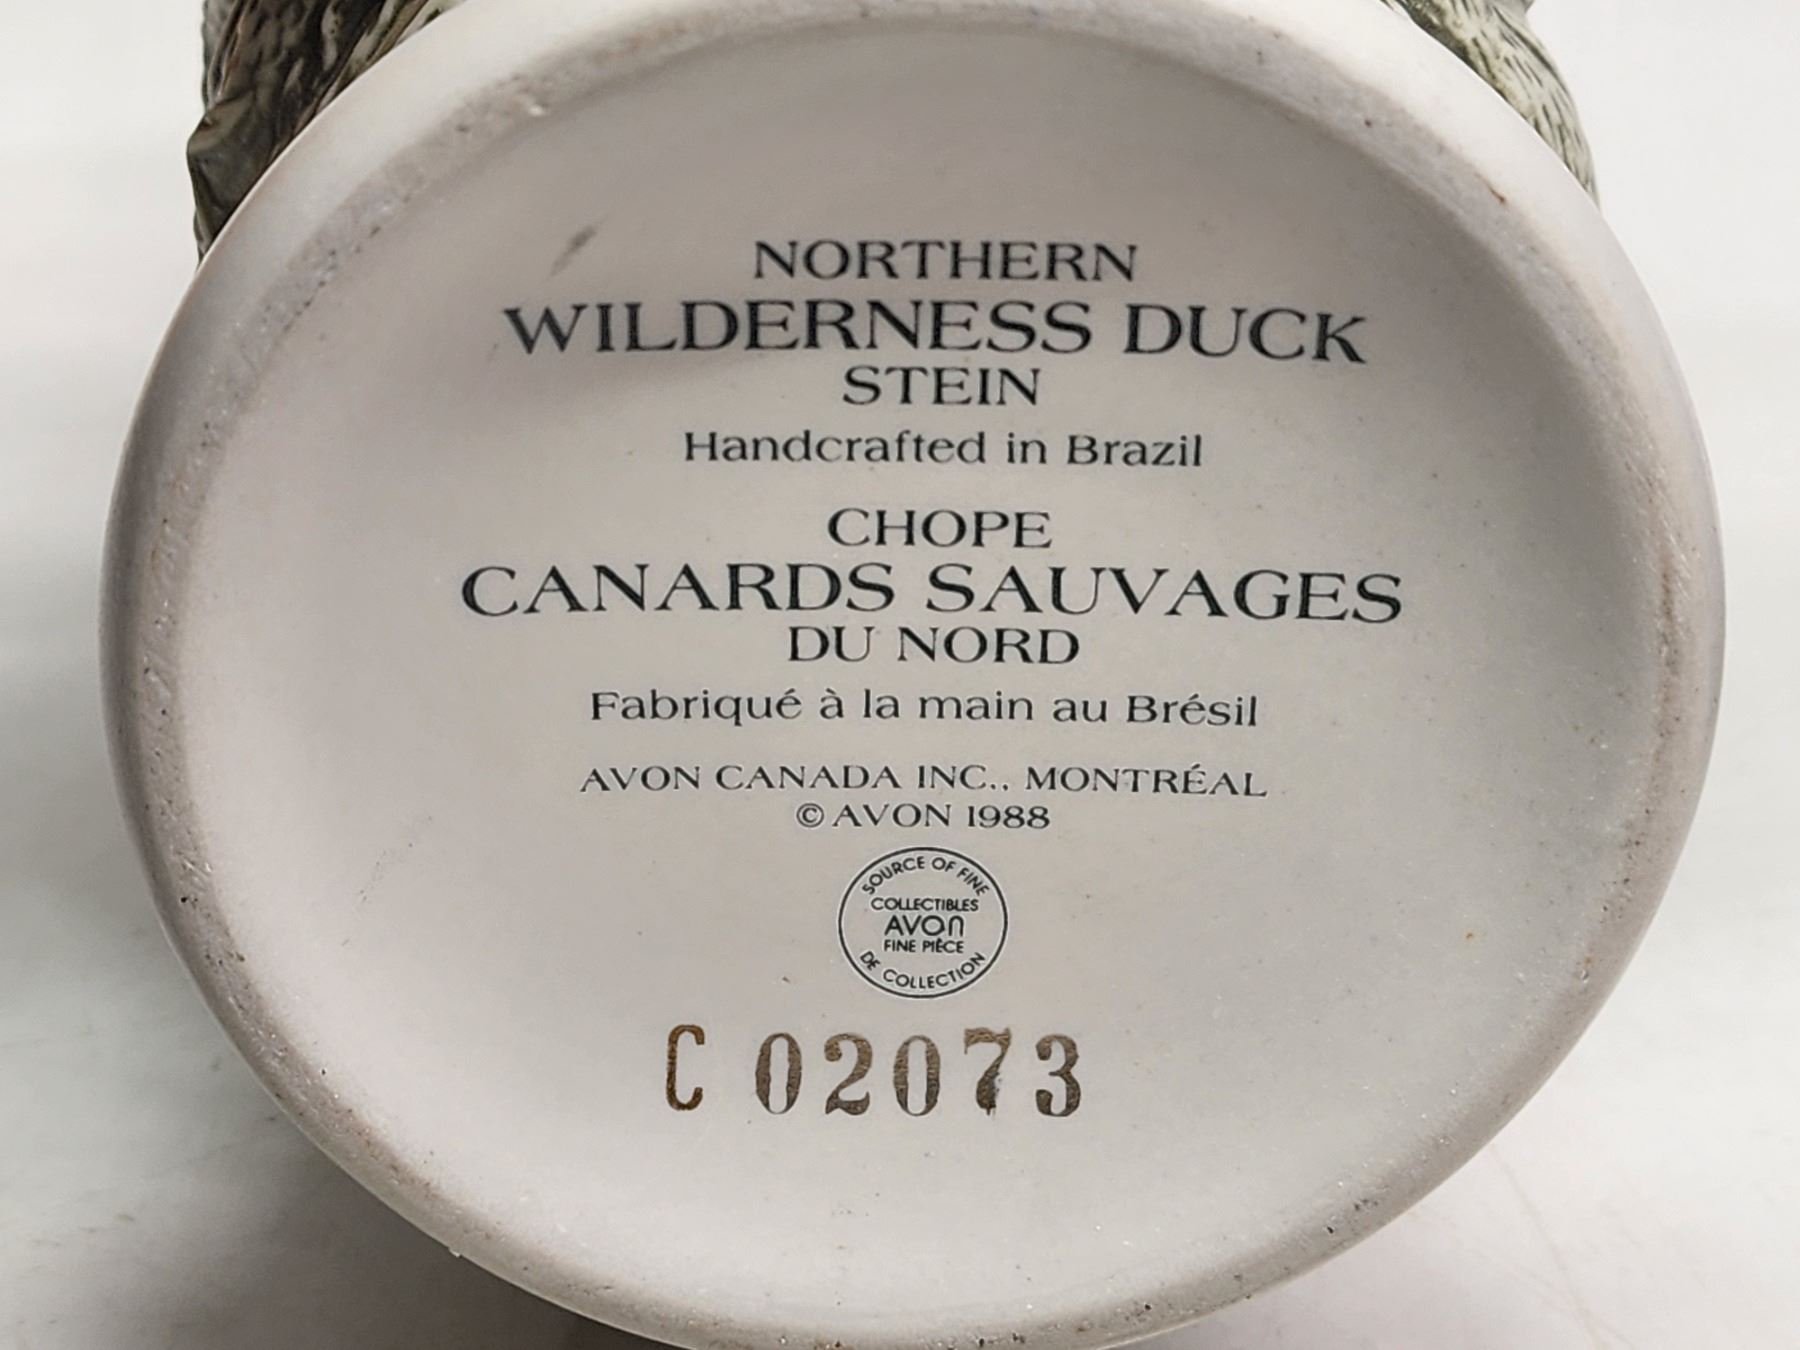 NORTHERN
WILDERNESS DUCK
STEIN
Handcrafted in Brazil
CHOPE
CANARDS SAUVAGES
DU NORD
Fabriqué à la main au Brésil
AVON CANADA INC., MONTRÉAL
© AVON 1988
SOURCE OF FINE
COLLECTIBLES
AVON
FINE PIÈCE
DE COLLECTION
C 02073